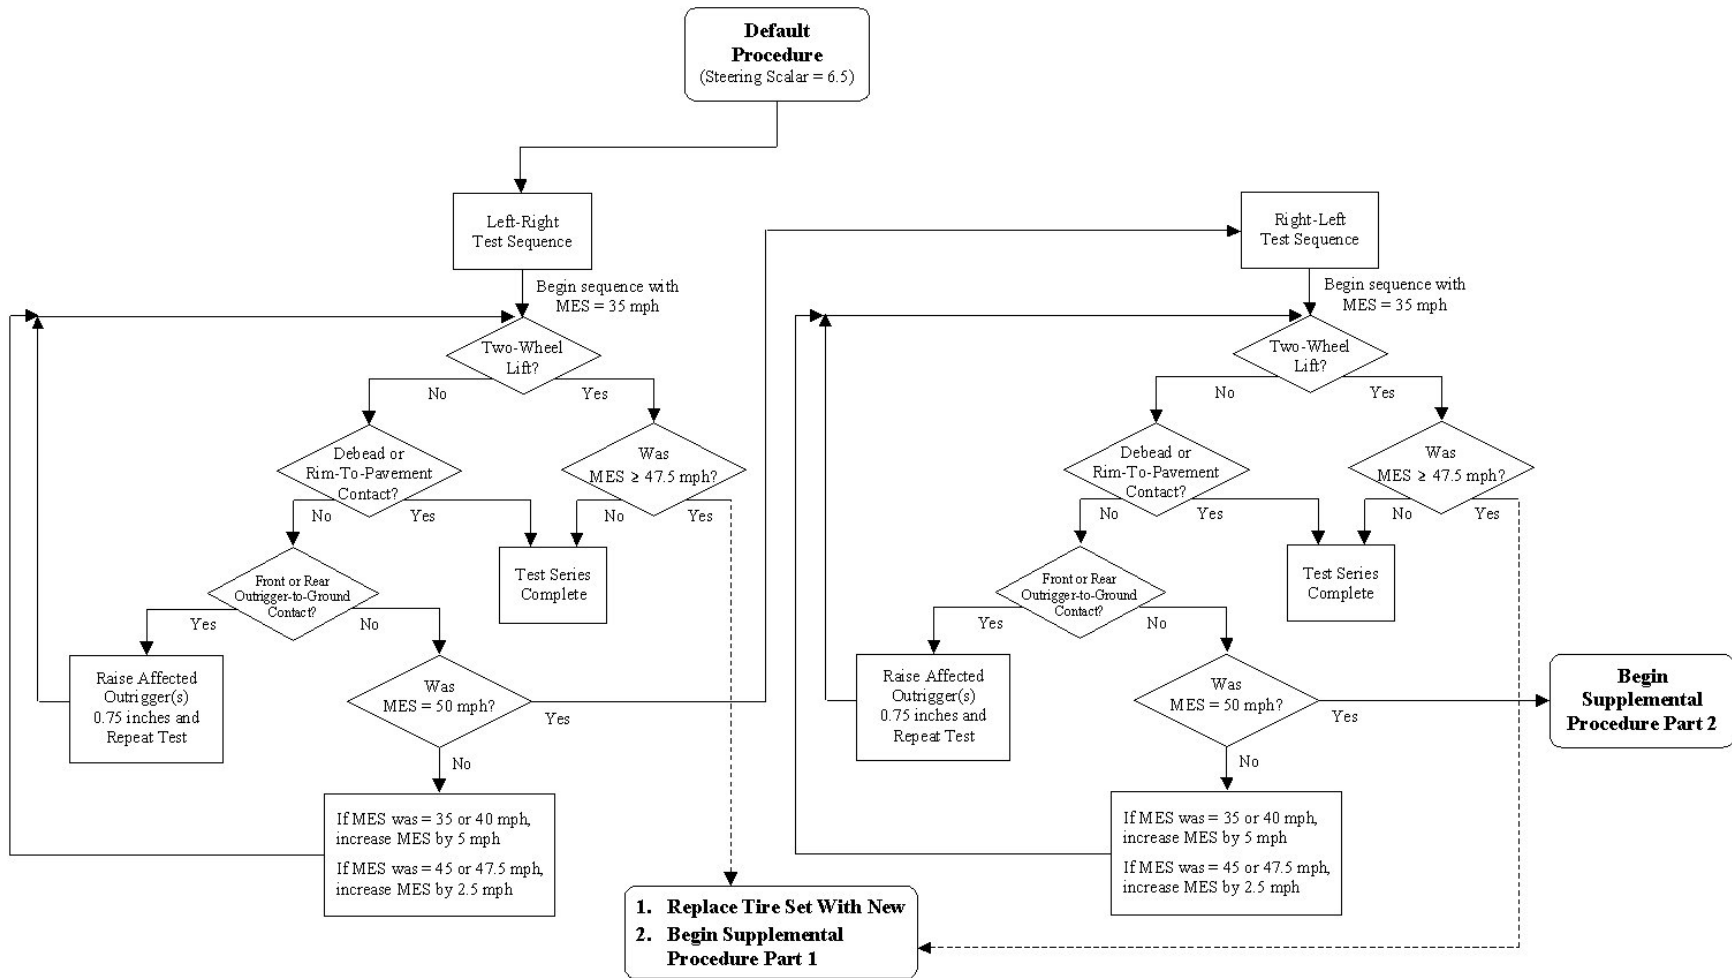 Default
Procedure
(Steering Scalar = 6.5)
Left-Right
Test Sequence
Begin sequence with
MES = 35 mph
Two-Wheel
Lift?
No
Yes
Debead or
Rim-To-Pavement
Contact?
Was
MES ≥ 47.5 mph?
No
Yes
No
Yes
Front or Rear
Outrigger-to-Ground
Contact?
Test Series
Complete
Yes
No
Raise Affected
Outrigger(s)
0.75 inches and
Repeat Test
Was
MES = 50 mph?
Yes
No
If MES was = 35 or 40 mph,
increase MES by 5 mph
If MES was = 45 or 47.5 mph,
increase MES by 2.5 mph
1. Replace Tire Set With New
2. Begin Supplemental
Procedure Part 1
Right-Left
Test Sequence
Begin sequence with
MES = 35 mph
Two-Wheel
Lift?
No
Yes
Debead or
Rim-To-Pavement
Contact?
Was
MES ≥ 47.5 mph?
No
Yes
No
Yes
Front or Rear
Outrigger-to-Ground
Contact?
Test Series
Complete
Yes
No
Raise Affected
Outrigger(s)
0.75 inches and
Repeat Test
Was
MES = 50 mph?
Yes
No
If MES was = 35 or 40 mph,
increase MES by 5 mph
If MES was = 45 or 47.5 mph,
increase MES by 2.5 mph
Begin
Supplemental
Procedure Part 2